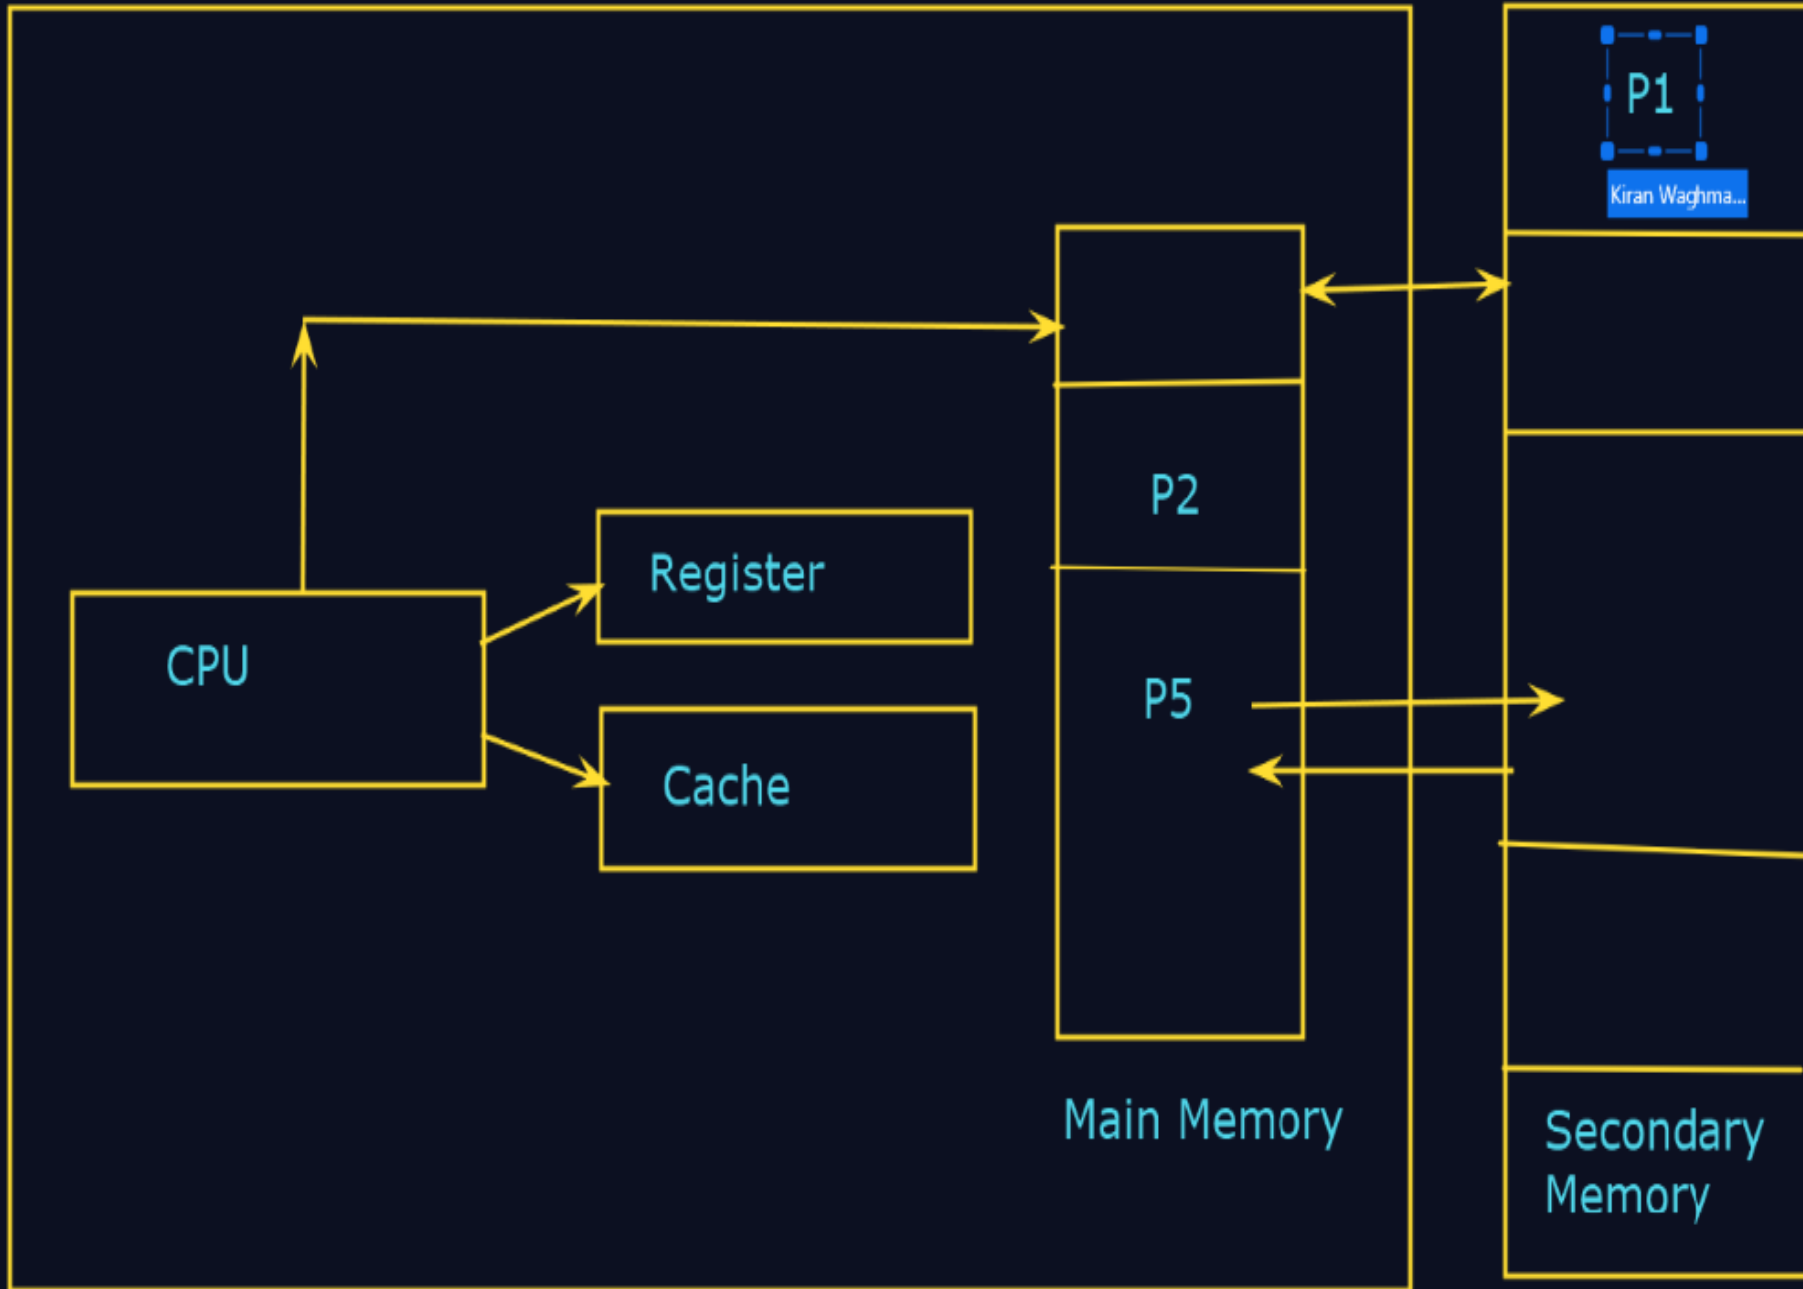 P1
Kiran Waghma...
P2
Register
CPU
P5
Cache
Main Memory
Secondary
Memory